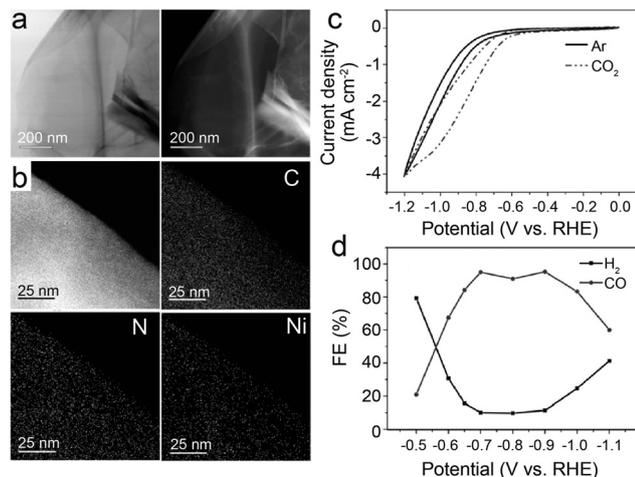 a
200 nm
200 nm
b
C
25 nm
25 nm
N
Ni
25 nm
25 nm
c
0
-1
-2
-3
-4
Current density
(mA cm-2)
Ar
CO2
-1.2 -1.0 -0.8 -0.6 -0.4 -0.2 0.0
Potential (V vs. RHE)
d
100
80
60
40
20
0
FE (%)
H2
CO
-0.5 -0.6 -0.7 -0.8 -0.9 -1.0 -1.1
Potential (V vs. RHE)